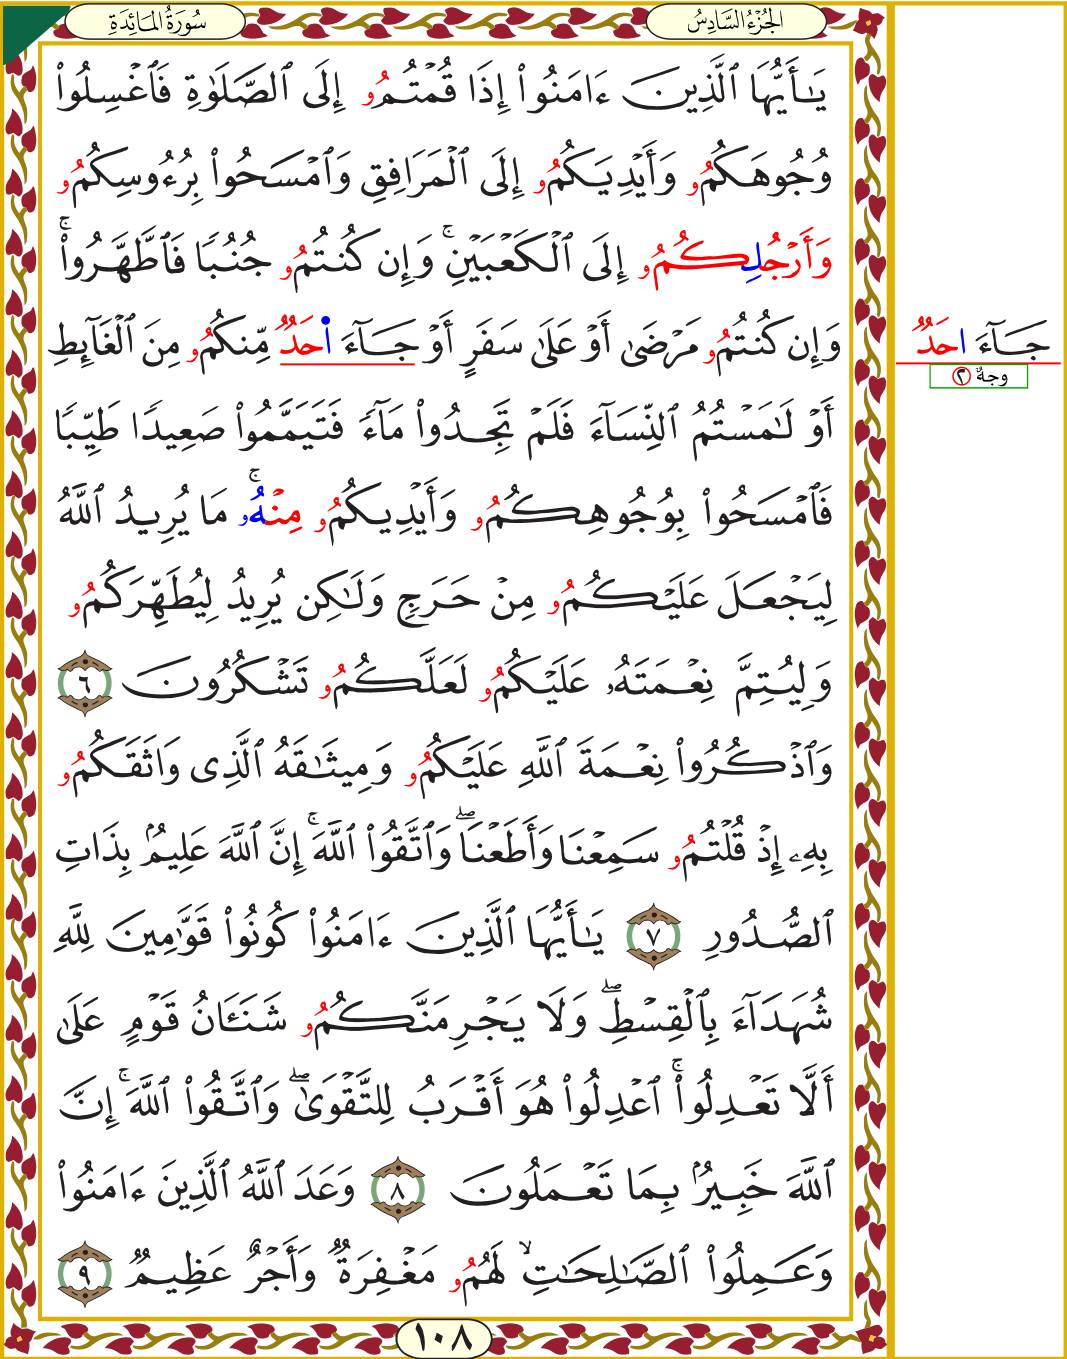 الجُزْءُ السَّادِسُ
سُورَةُ المَائِدَةِ
يَـٰٓأَيُّهَا ٱلَّذِينَ ءَامَنُوٓا۟ إِذَا قُمْتُمُۥ إِلَى ٱلصَّلَوٰةِ فَٱغْسِلُوا۟
وُجُوهَكُمُۥ وَأَيْدِيَكُمُۥ إِلَى ٱلْمَرَافِقِ وَٱمْسَحُوا۟ بِرُءُوسِكُمُۥ
وَأَرْجُلِكُمُۥ إِلَى ٱلْكَعْبَيْنِ ۚ وَإِن كُنتُمُۥ جُنُبًا فَٱطَّهَّرُوا۟ ۚ
وَإِن كُنتُمُۥ مَرْضَىٰٓ أَوْ عَلَىٰ سَفَرٍ أَوْ جَآءَ اَ۬حَدٌ مِّنكُمُۥ مِنَ ٱلْغَآئِطِ
أَوْ لَـٰمَسْتُمُ ٱلنِّسَآءَ فَلَمْ تَجِدُوا۟ مَآءً فَتَيَمَّمُوا۟ صَعِيدًا طَيِّبًا
فَٱمْسَحُوا۟ بِوُجُوهِكُمُۥ وَأَيْدِيكُمُۥ مِنْهُۥ ۚ مَا يُرِيدُ ٱللَّهُ
لِيَجْعَلَ عَلَيْكُمُۥ مِنْ حَرَجٍ وَلَـٰكِن يُرِيدُ لِيُطَهِّرَكُمُۥ
وَلِيُتِمَّ نِعْمَتَهُۥ عَلَيْكُمُۥ لَعَلَّكُمُۥ تَشْكُرُونَ ٦
وَٱذْكُرُوا۟ نِعْمَةَ ٱللَّهِ عَلَيْكُمُۥ وَمِيثَـٰقَهُ ٱلَّذِى وَاثَقَكُمُۥ
بِهِۦٓ إِذْ قُلْتُمُۥ سَمِعْنَا وَأَطَعْنَا ۖ وَٱتَّقُوا۟ ٱللَّهَ ۚ إِنَّ ٱللَّهَ عَلِيمٌۢ بِذَاتِ
ٱلصُّدُورِ ٧ يَـٰٓأَيُّهَا ٱلَّذِينَ ءَامَنُوا۟ كُونُوا۟ قَوَّٰمِينَ لِلَّهِ
شُهَدَآءَ بِٱلْقِسْطِ ۖ وَلَا يَجْرِمَنَّكُمُۥ شَنَـَٔانُ قَوْمٍ عَلَىٰٓ
أَلَّا تَعْدِلُوا۟ ۚ ٱعْدِلُوا۟ هُوَ أَقْرَبُ لِلتَّقْوَىٰ ۖ وَٱتَّقُوا۟ ٱللَّهَ ۚ إِنَّ
ٱللَّهَ خَبِيرٌۢ بِمَا تَعْمَلُونَ ٨ وَعَدَ ٱللَّهُ ٱلَّذِينَ ءَامَنُوا۟
وَعَمِلُوا۟ ٱلصَّـٰلِحَـٰتِ ۙ لَهُمُۥ مَغْفِرَةٌ وَأَجْرٌ عَظِيمٌ ٩
جَآءَ احَدٌ
وجهٌ ٢
١٠٨